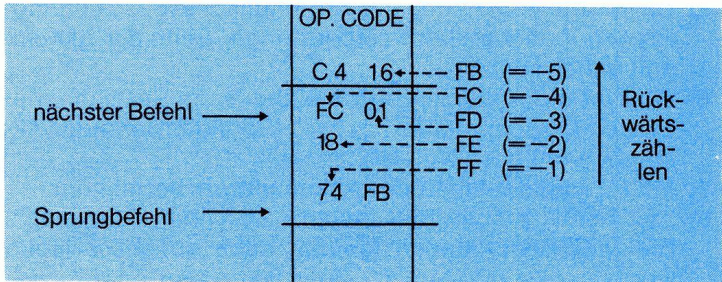 OP. CODE
C4 16 FB (= −5)
FC (= −4)
nächster Befehl FC 01 Rück-
FD (= −3) wärts-
18 FE (= −2) zäh-
FF (= −1) len
74 FB
Sprungbefehl